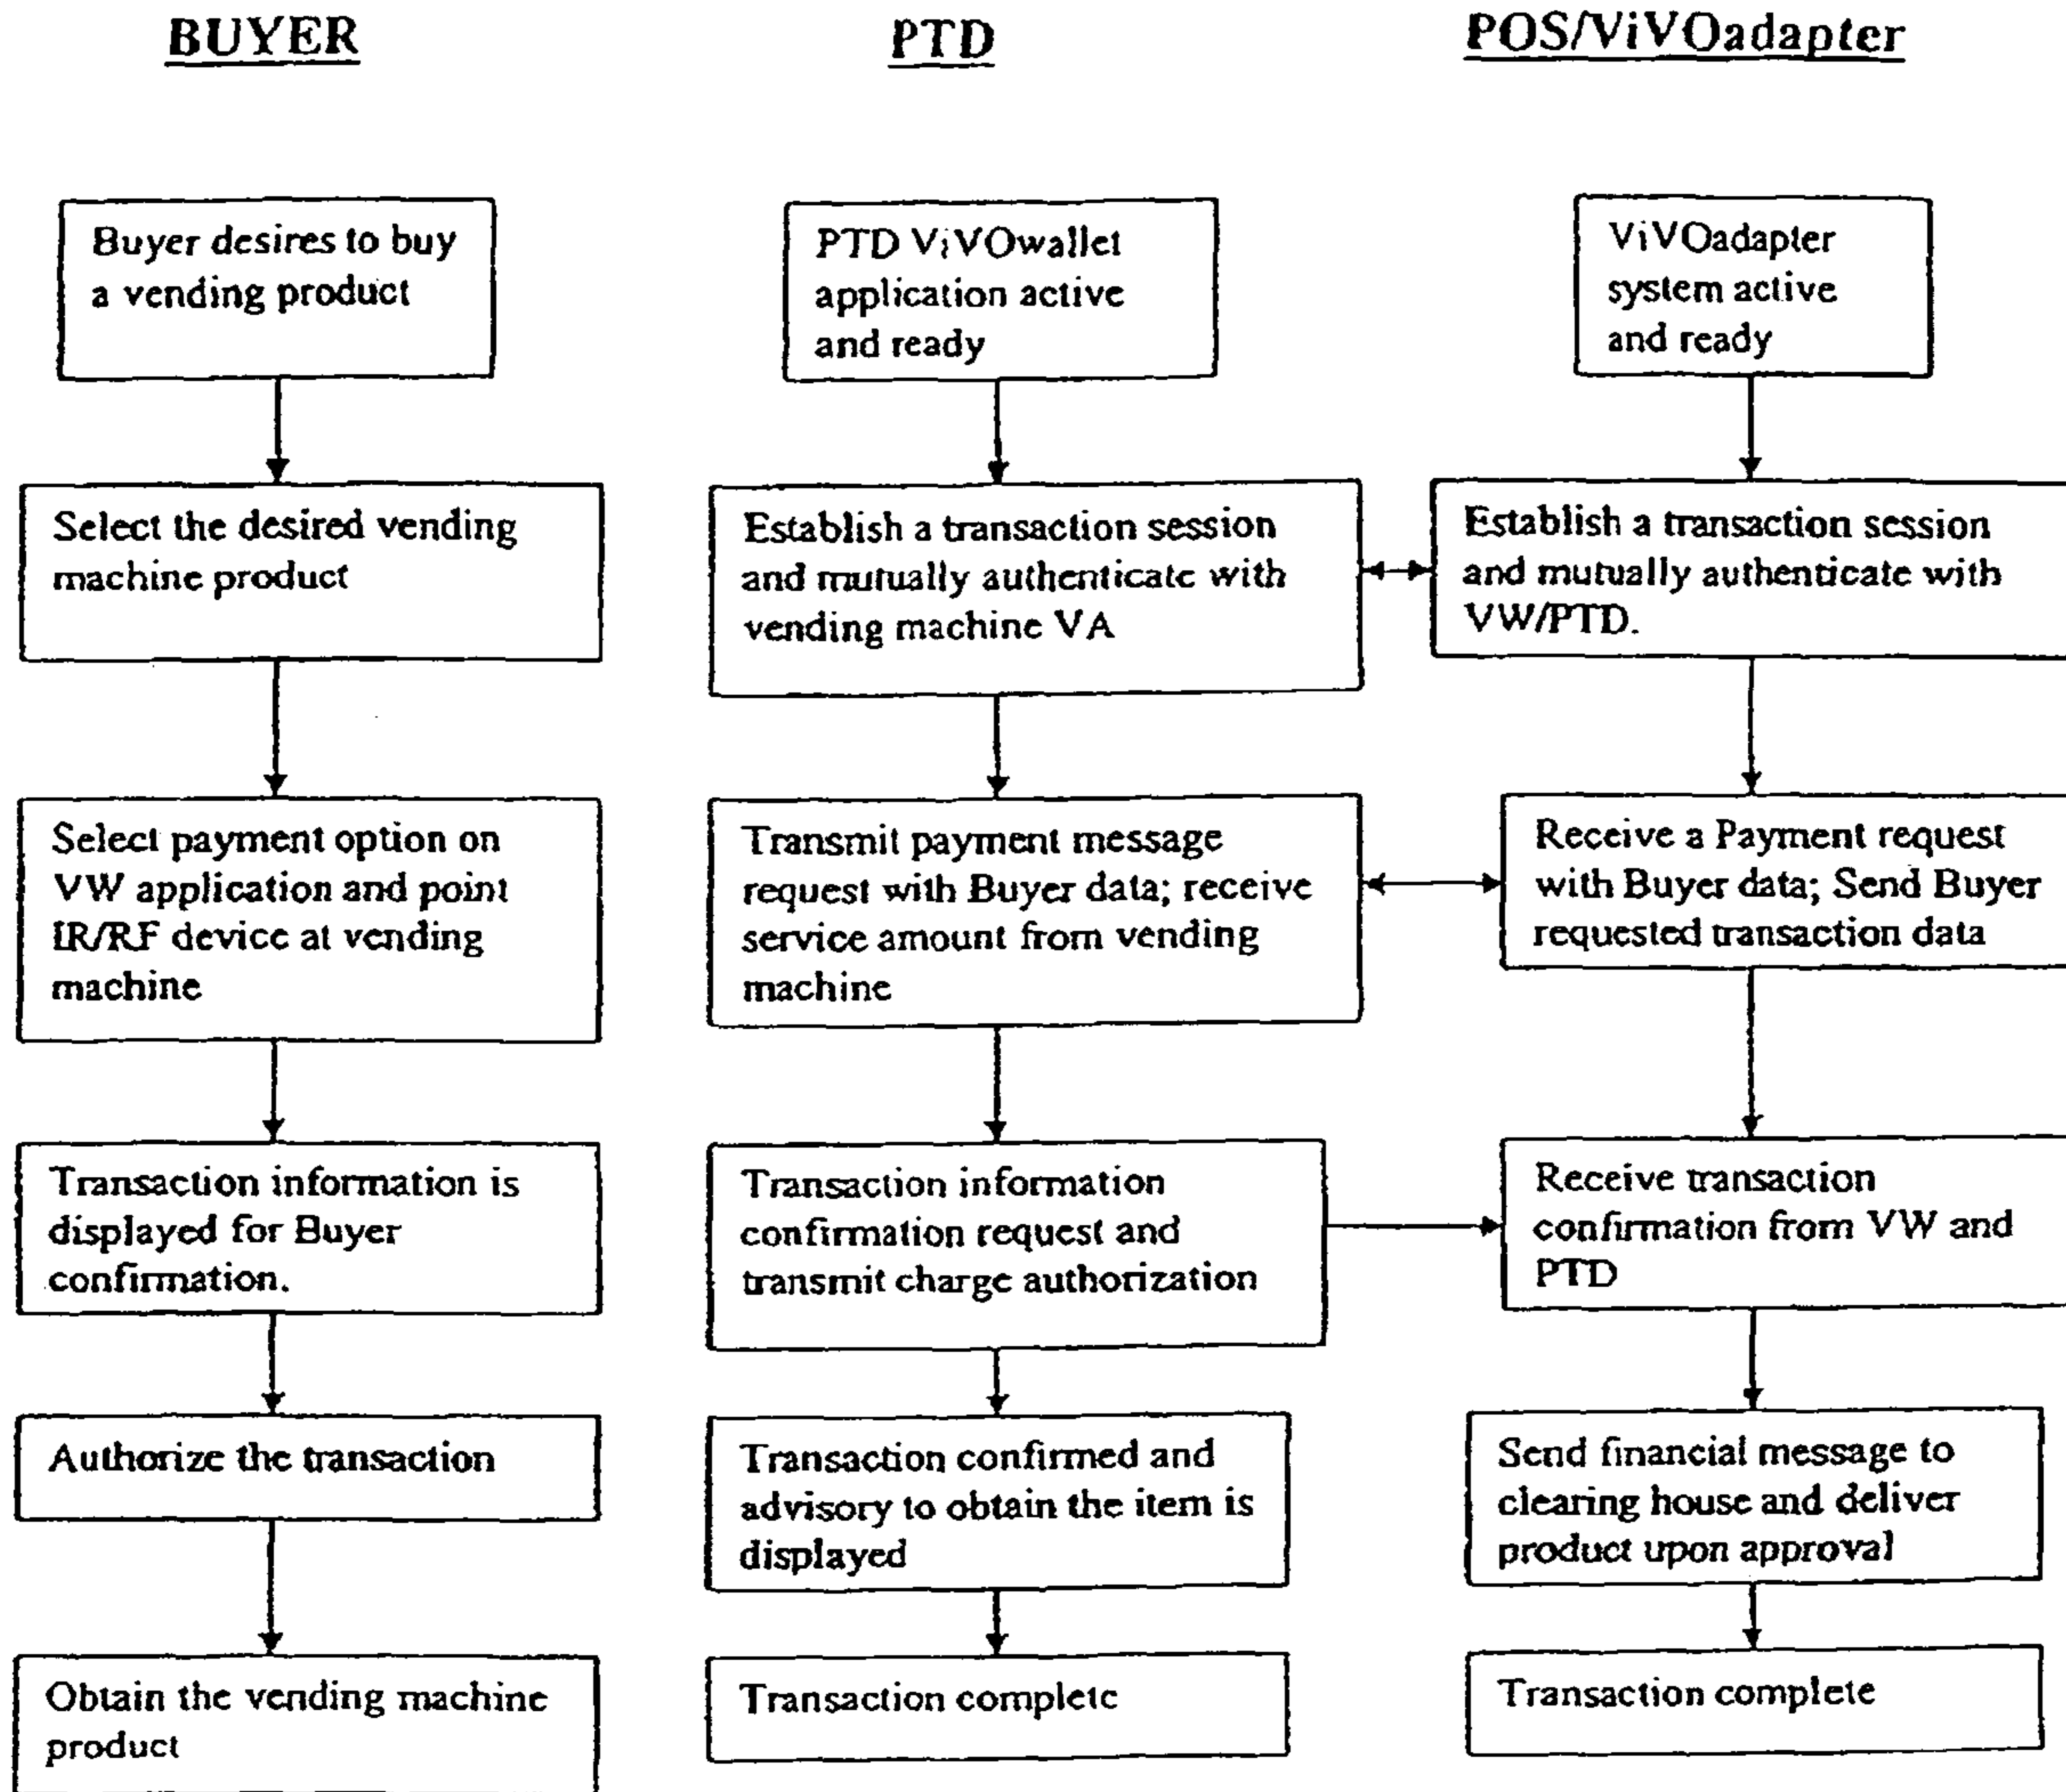 BUYER
PTD
POS/ViVOadapter
Buyer desires to buy
a vending product
PTD ViVOwallet
application active
and ready
ViVOadapter
system active
and ready
Select the desired vending
machine product
Establish a transaction session
and mutually authenticate with
vending machine VA
Establish a transaction session
and mutually authenticate with
VW/PTD.
Select payment option on
VW application and point
IR/RF device at vending
machine
Transmit payment message
request with Buyer data; receive
service amount from vending
machine
Receive a Payment request
with Buyer data; Send Buyer
requested transaction data
Transaction information is
displayed for Buyer
confirmation.
Transaction information
confirmation request and
transmit charge authorization
Receive transaction
confirmation from VW and
PTD
Authorize the transaction
Transaction confirmed and
advisory to obtain the item is
displayed
Send financial message to
clearing house and deliver
product upon approval
Obtain the vending machine
product
Transaction complete
Transaction complete